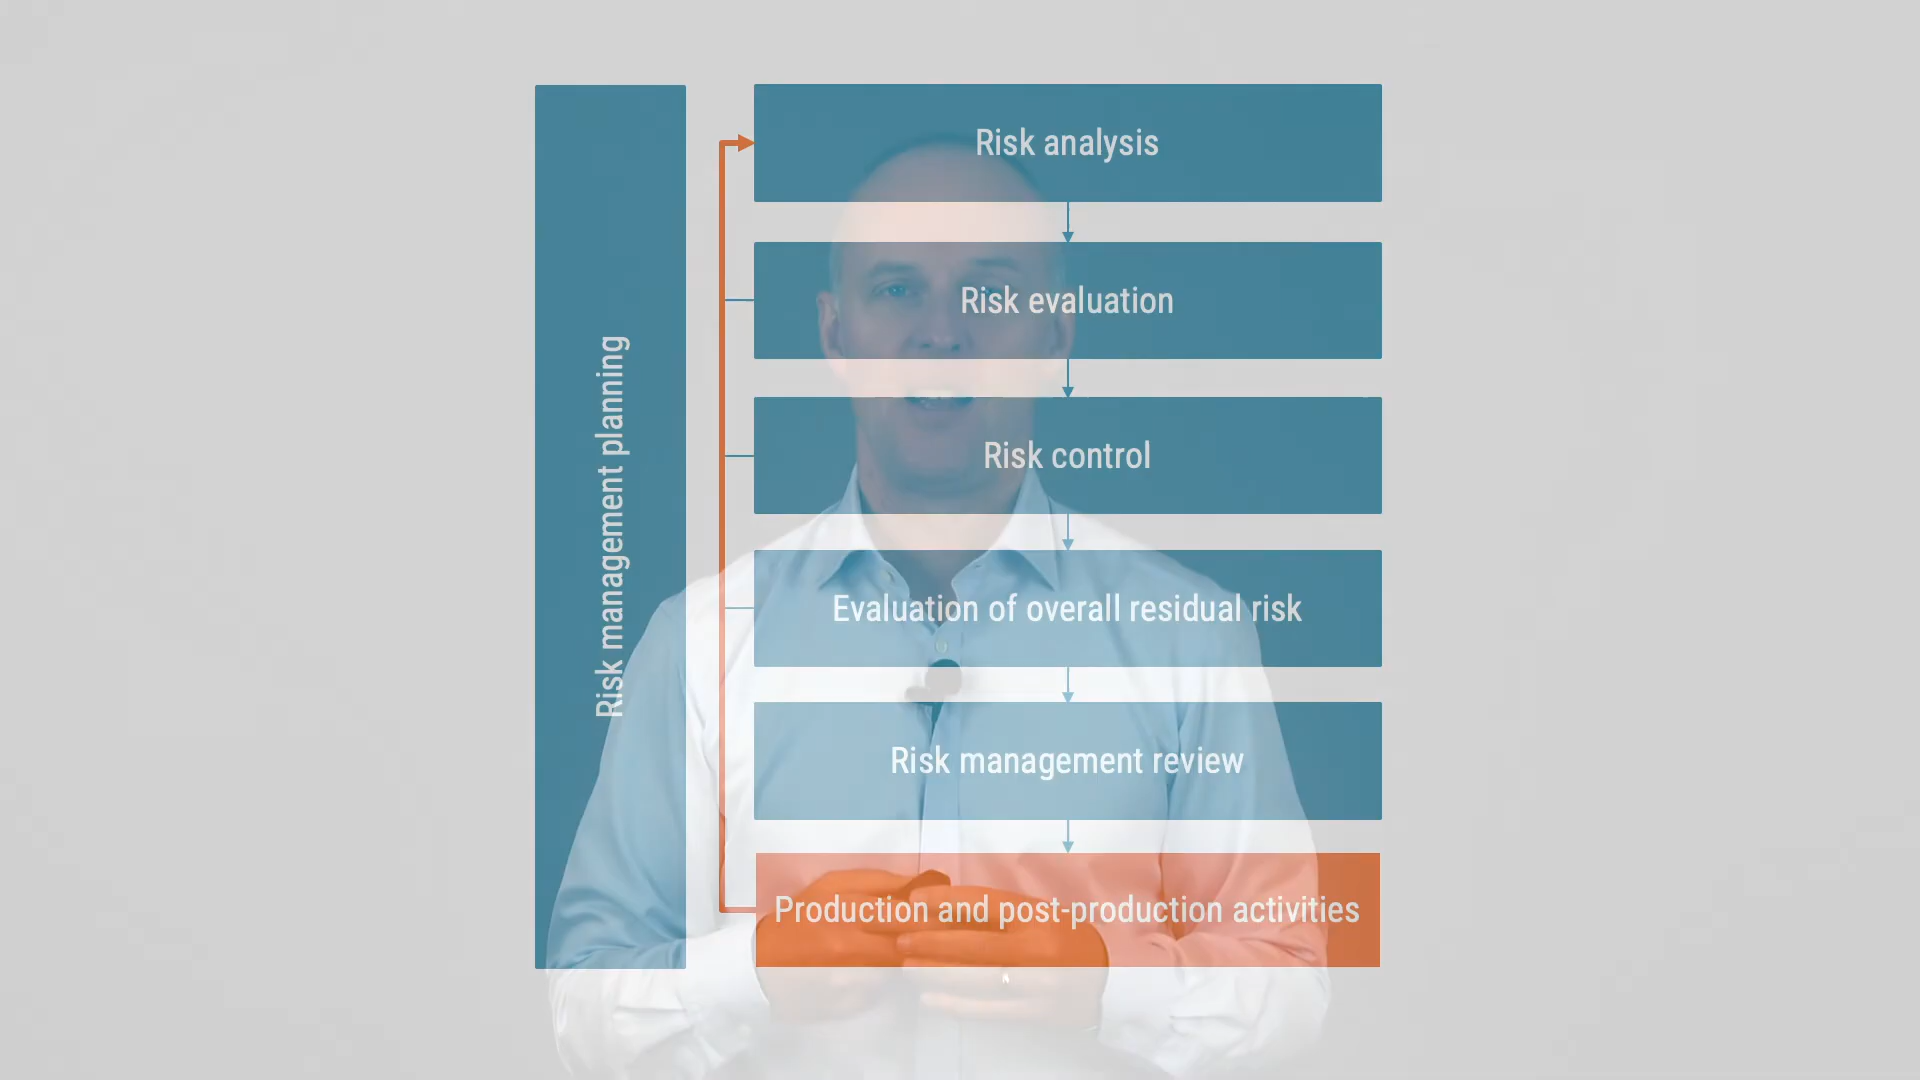 Risk management planning
Risk analysis
Risk evaluation
Risk control
Evaluation of overall residual risk
Risk management review
Production and post-production activities